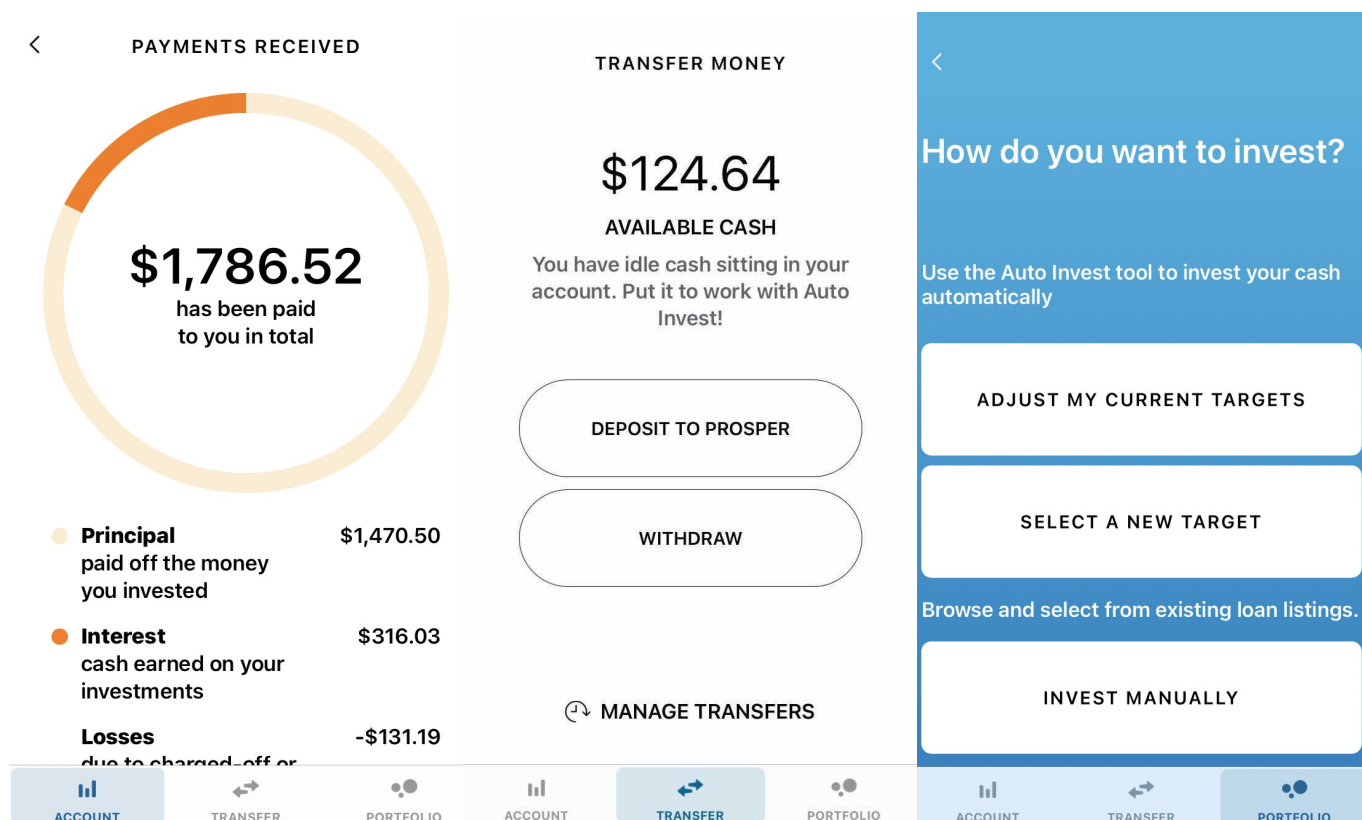 PAYMENTS RECEIVED
$1,786.52
has been paid
to you in total
Principal $1,470.50
paid off the money
you invested
Interest $316.03
cash earned on your
investments
Losses -$131.19
due to charged-off or
ACCOUNT TRANSFER PORTFOLIO
TRANSFER MONEY
$124.64
AVAILABLE CASH
You have idle cash sitting in your
account. Put it to work with Auto
Invest!
DEPOSIT TO PROSPER
WITHDRAW
MANAGE TRANSFERS
ACCOUNT TRANSFER PORTFOLIO
How do you want to invest?
Use the Auto Invest tool to invest your cash
automatically
ADJUST MY CURRENT TARGETS
SELECT A NEW TARGET
Browse and select from existing loan listings.
INVEST MANUALLY
ACCOUNT TRANSFER PORTFOLIO